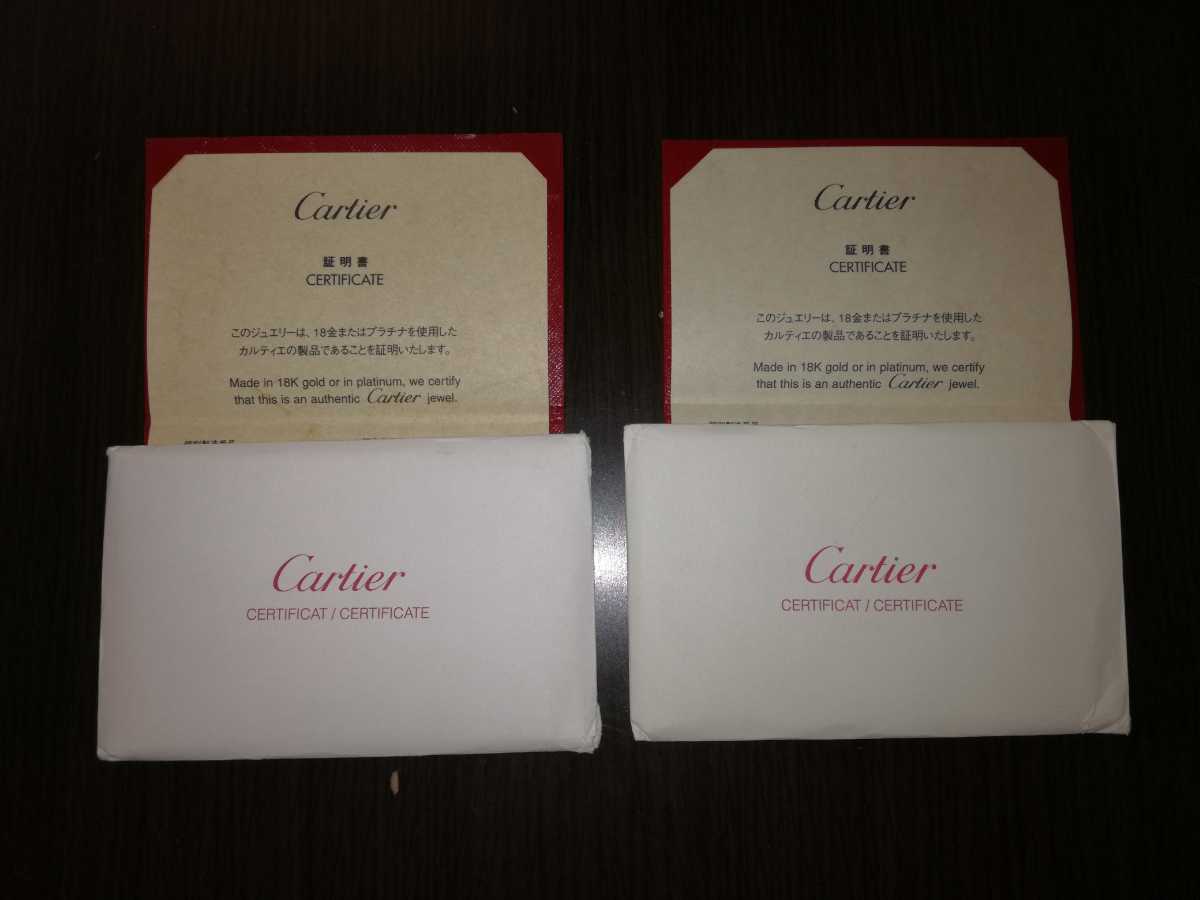 Cartier
証明書
CERTIFICATE
このジュエリーは、18金またはプラチナを使用した
カルティエの製品であることを証明いたします。
Made in 18K gold or in platinum, we certify
that this is an authentic Cartier jewel.
Cartier
CERTIFICAT / CERTIFICATE
Cartier
証明書
CERTIFICATE
このジュエリーは、18金またはプラチナを使用した
カルティエの製品であることを証明いたします。
Made in 18K gold or in platinum, we certify
that this is an authentic Cartier jewel.
Cartier
CERTIFICAT / CERTIFICATE